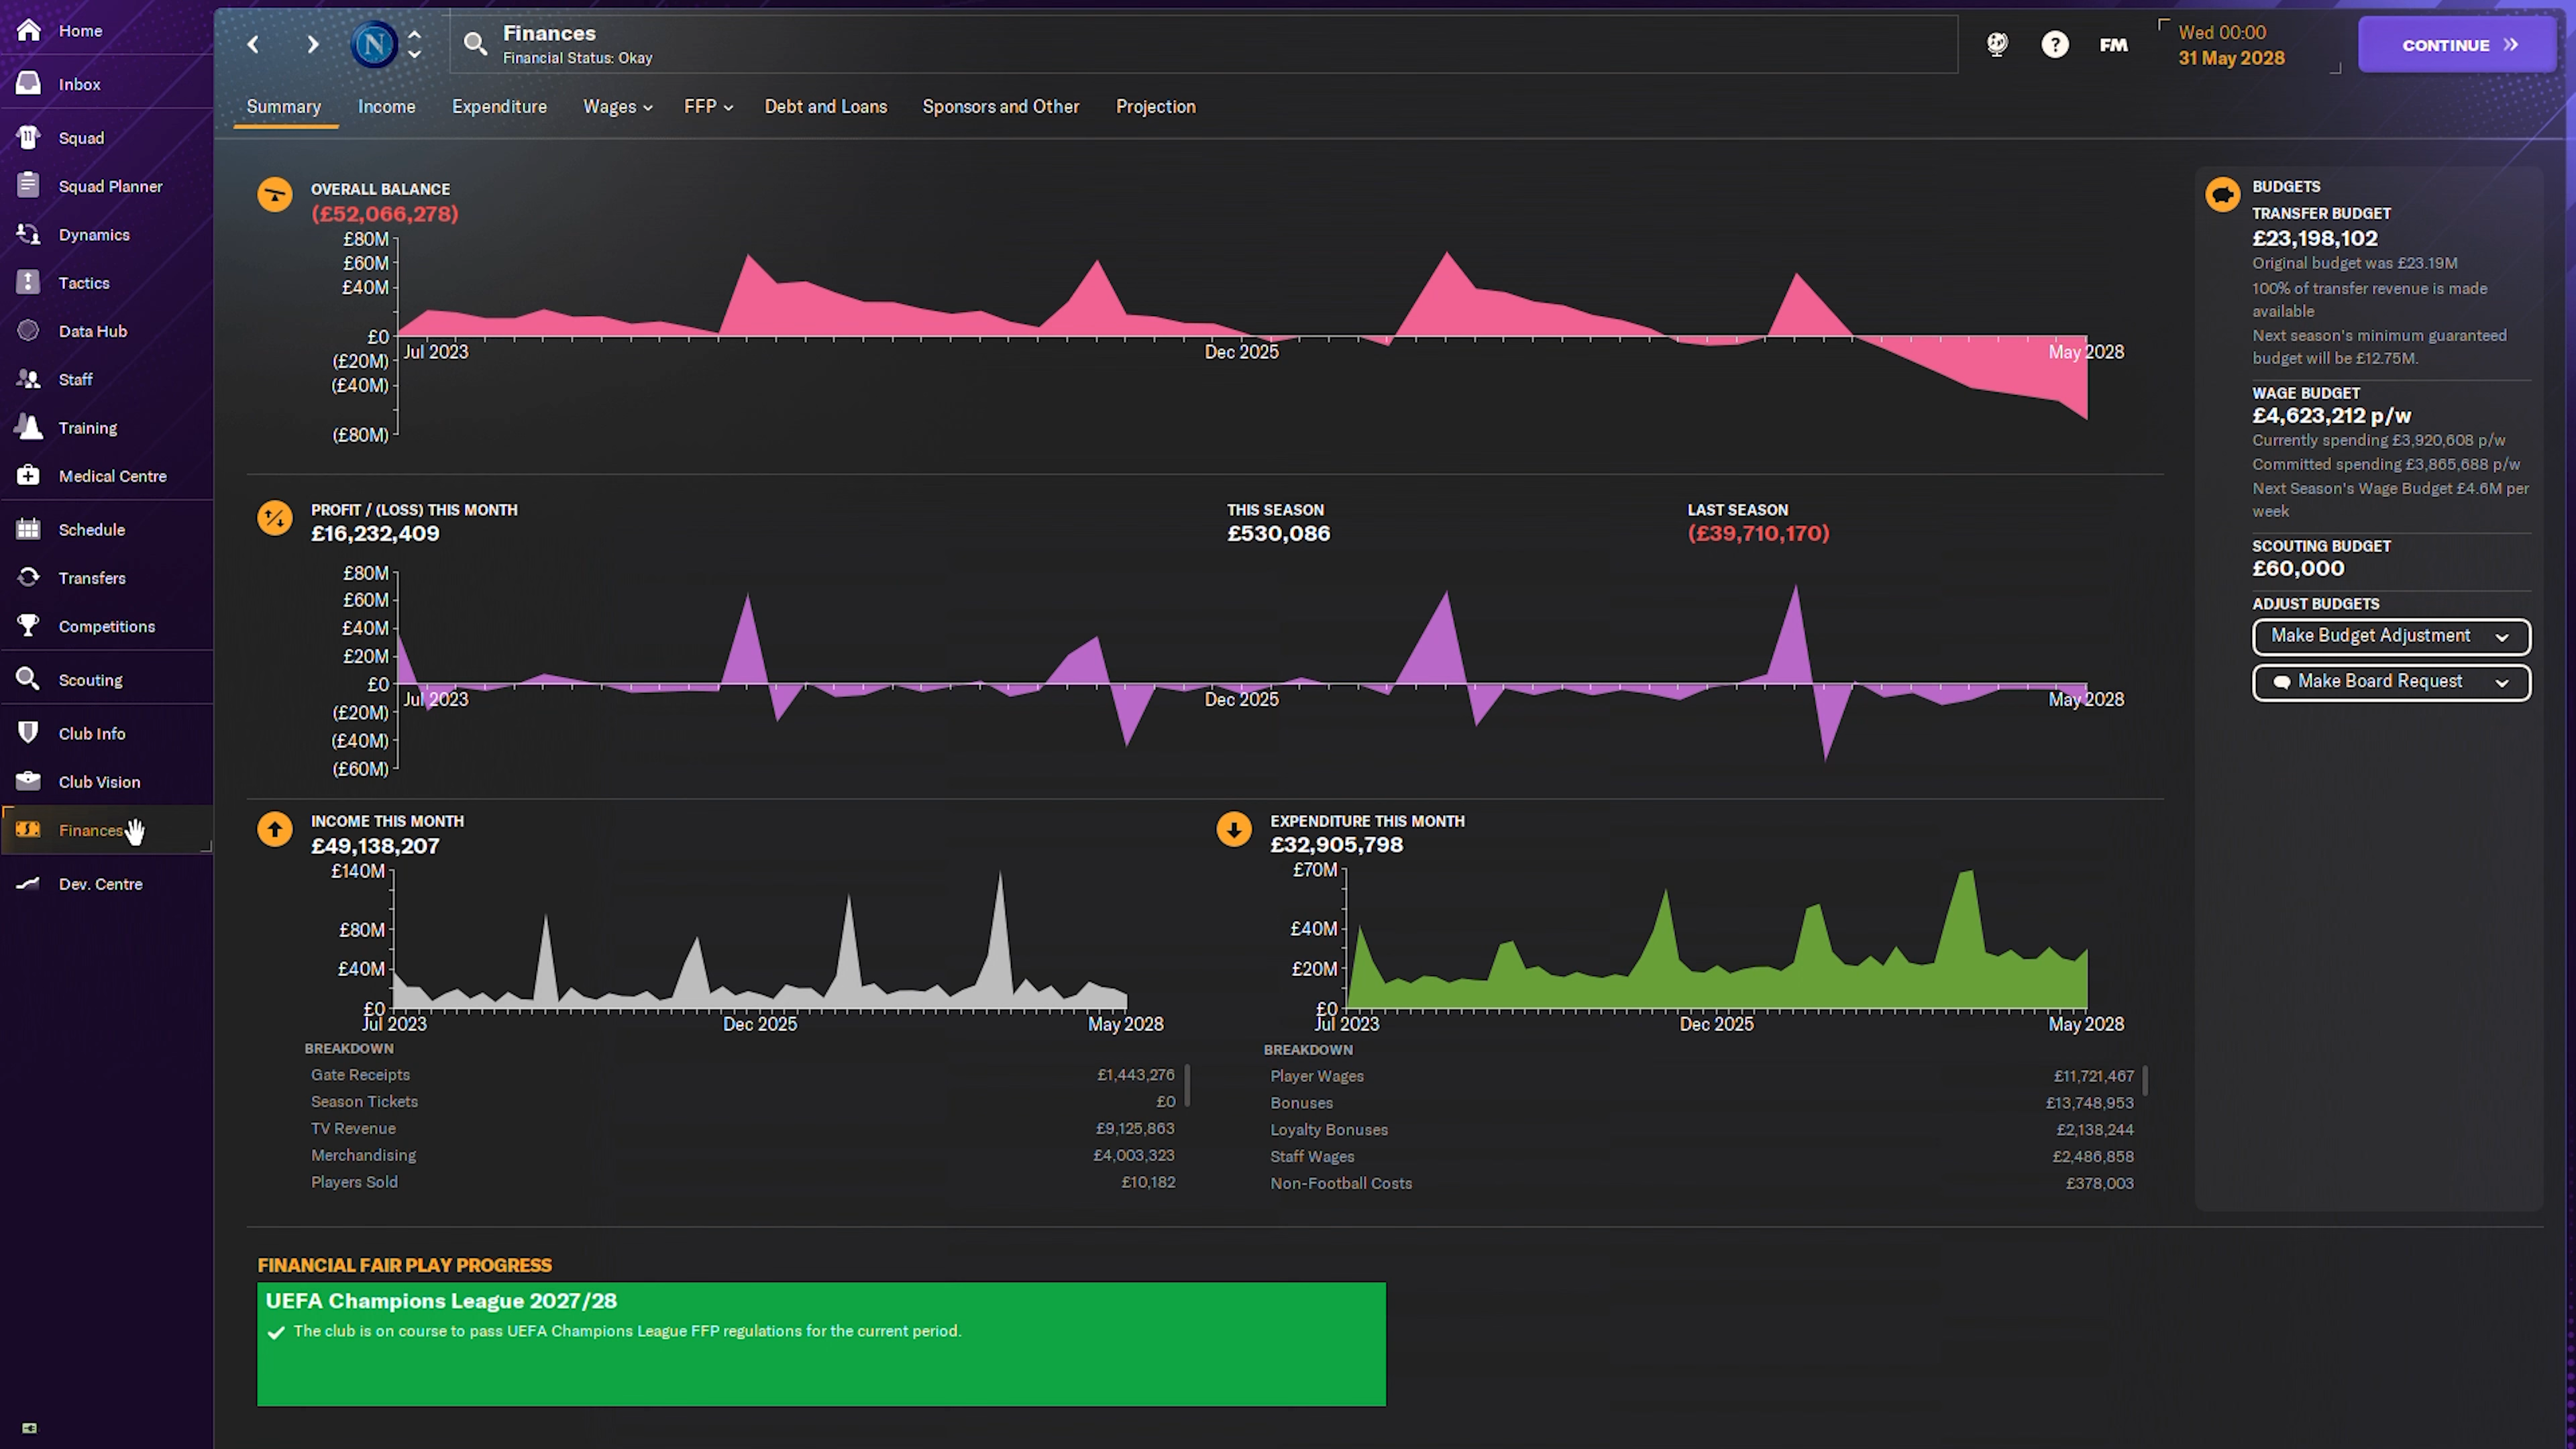 Home
Inbox
Squad
Squad Planner
Dynamics
Tactics
Data Hub
Staff
Training
Medical Centre
Schedule
Transfers
Competitions
Scouting
Club Info
Club Vision
Finances
Dev. Centre
N
Finances
Financial Status: Okay
?
FM
Wed 00:00
31 May 2028
CONTINUE
Summary
Income
Expenditure
Wages
FFP
Debt and Loans
Sponsors and Other
Projection
OVERALL BALANCE
(£52,066,278)
£80M
£60M
£40M
£0
(£20M)
(£40M)
(£80M)
Jul 2023
Dec 2025
May 2028
PROFIT / (LOSS) THIS MONTH
£16,232,409
THIS SEASON
£530,086
LAST SEASON
(£39,710,170)
£80M
£60M
£40M
£20M
£0
(£20M)
(£40M)
(£60M)
Jul 2023
Dec 2025
May 2028
INCOME THIS MONTH
£49,138,207
£140M
£80M
£40M
£0
Jul 2023
Dec 2025
May 2028
BREAKDOWN
Gate Receipts £1,443,276
Season Tickets £0
TV Revenue £9,125,863
Merchandising £4,003,323
Players Sold £10,182
EXPENDITURE THIS MONTH
£32,905,798
£70M
£40M
£20M
£0
Jul 2023
Dec 2025
May 2028
BREAKDOWN
Player Wages £11,721,467
Bonuses £13,748,953
Loyalty Bonuses £2,138,244
Staff Wages £2,486,858
Non-Football Costs £378,003
BUDGETS
TRANSFER BUDGET
£23,198,102
Original budget was £23.19M
100% of transfer revenue is made
available
Next season's minimum guaranteed
budget will be £12.75M.
WAGE BUDGET
£4,623,212 p/w
Currently spending £3,920,608 p/w
Committed spending £3,865,688 p/w
Next Season's Wage Budget £4.6M per
week
SCOUTING BUDGET
£60,000
ADJUST BUDGETS
Make Budget Adjustment
Make Board Request
FINANCIAL FAIR PLAY PROGRESS
UEFA Champions League 2027/28
The club is on course to pass UEFA Champions League FFP regulations for the current period.